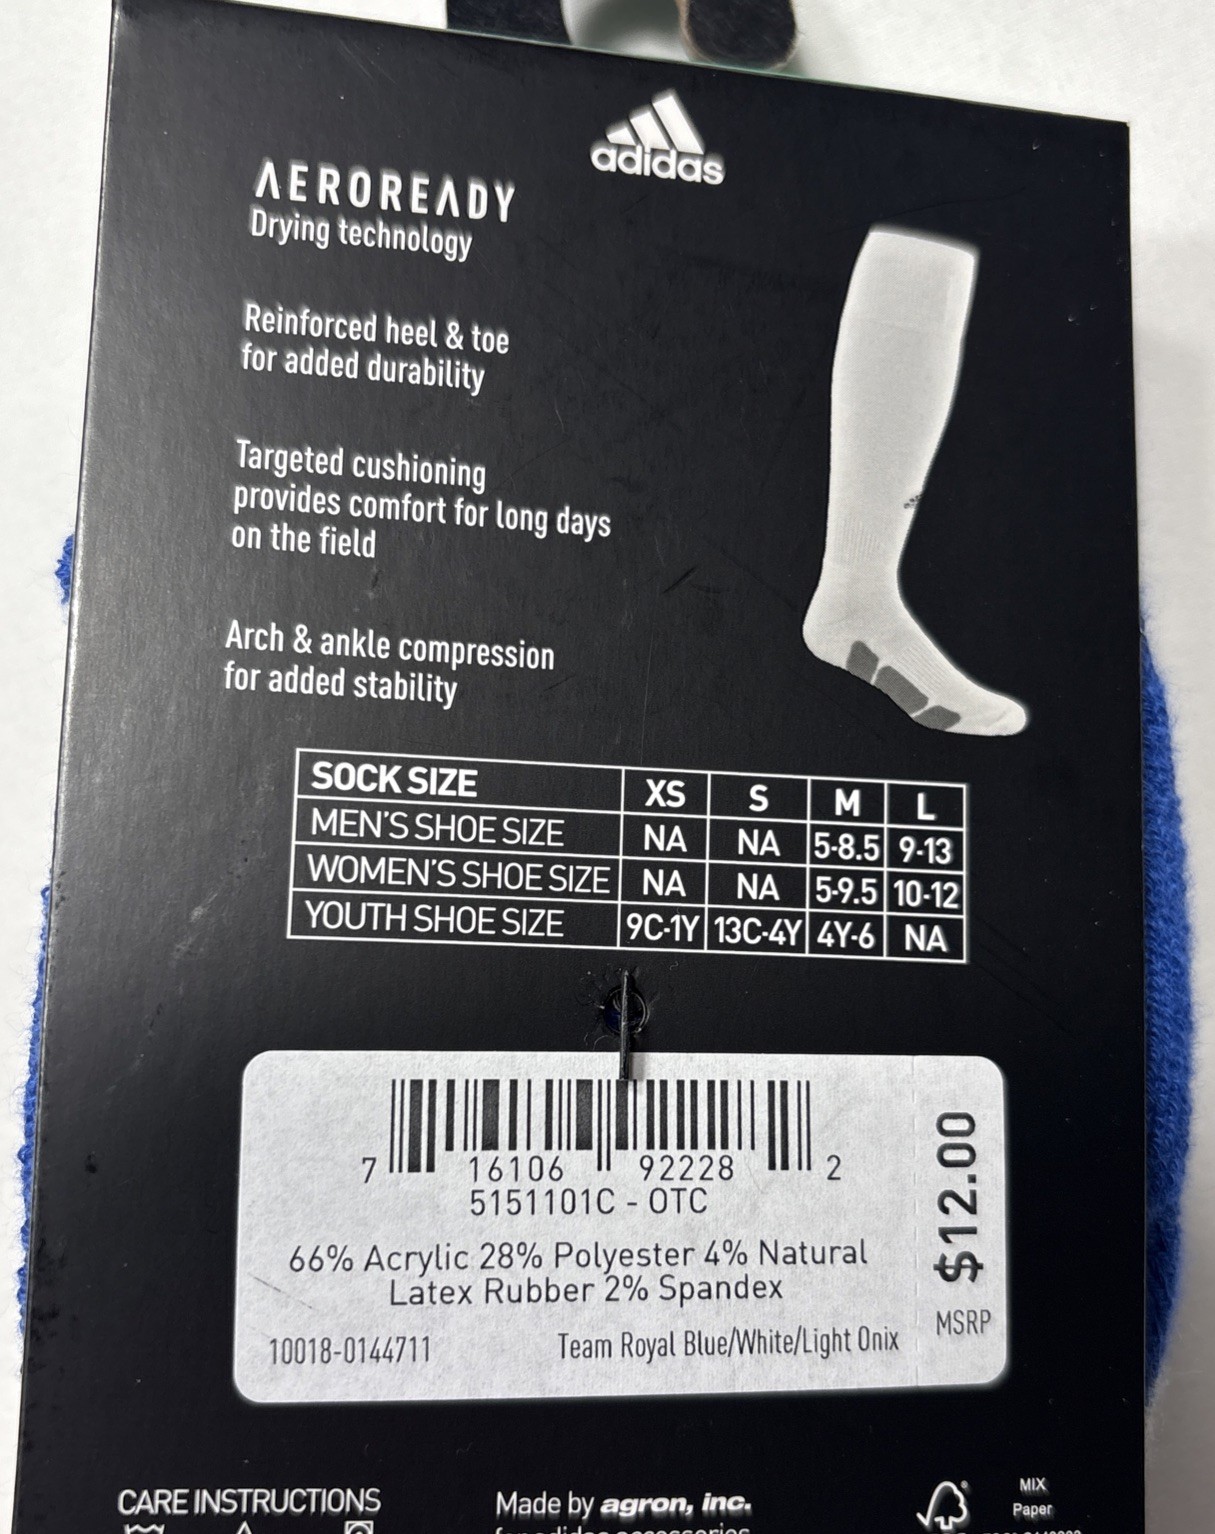 adidas
AEROREADY
Drying technology
Reinforced heel & toe
for added durability
Targeted cushioning
provides comfort for long days
on the field
Arch & ankle compression
for added stability
SOCK SIZE XS S M L
MEN'S SHOE SIZE NA NA 5-8.5 9-13
WOMEN'S SHOE SIZE NA NA 5-9.5 10-12
YOUTH SHOE SIZE 9C-1Y 13C-4Y 4Y-6 NA
7 16106 92228 2
5151101C - OTC
66% Acrylic 28% Polyester 4% Natural
Latex Rubber 2% Spandex
10018-0144711 Team Royal Blue/White/Light Onix
$12.00
MSRP
CARE INSTRUCTIONS
Made by agron, inc.
for adidas accessories
MIX
Paper